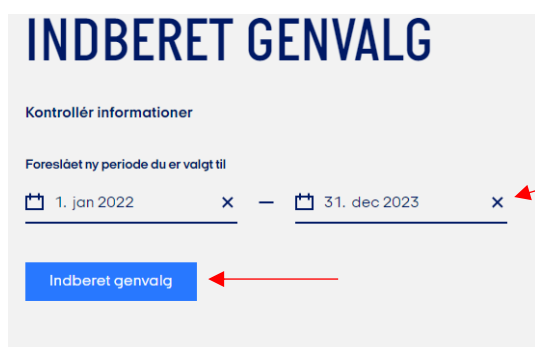 INDBERET GENVALG
Kontrollér informationer
Foreslået ny periode du er valgt til
1. jan 2022 × — 31. dec 2023 ×
Indberet genvalg